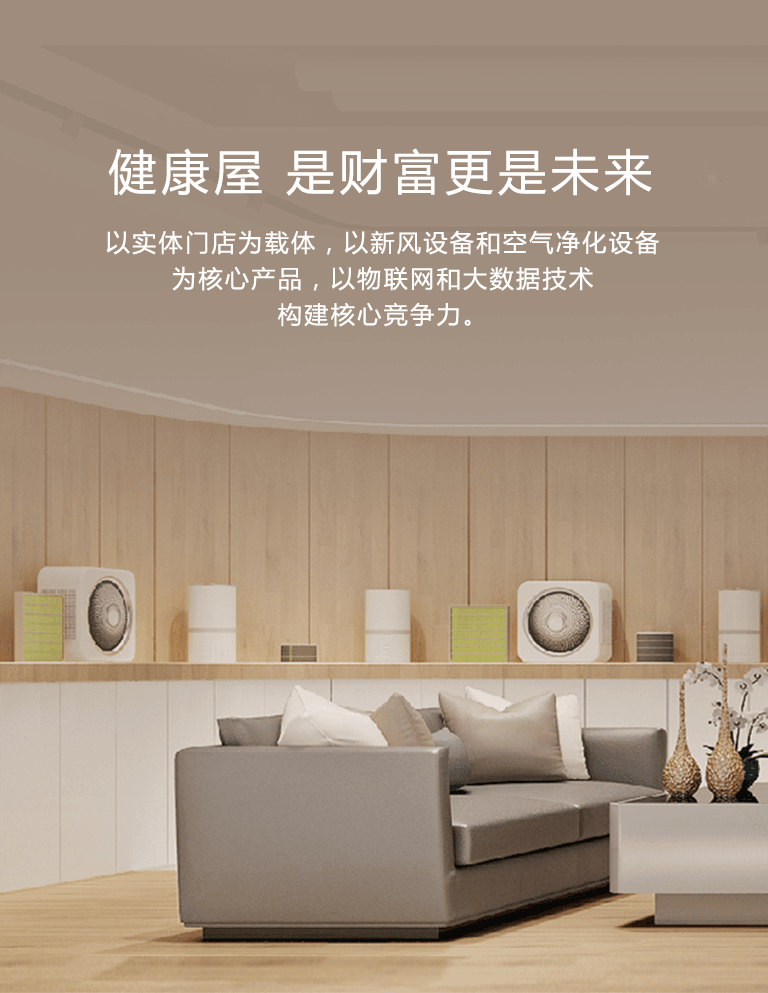 健康屋 是财富更是未来
以实体门店为载体，以新风设备和空气净化设备
为核心产品，以物联网和大数据技术
构建核心竞争力。